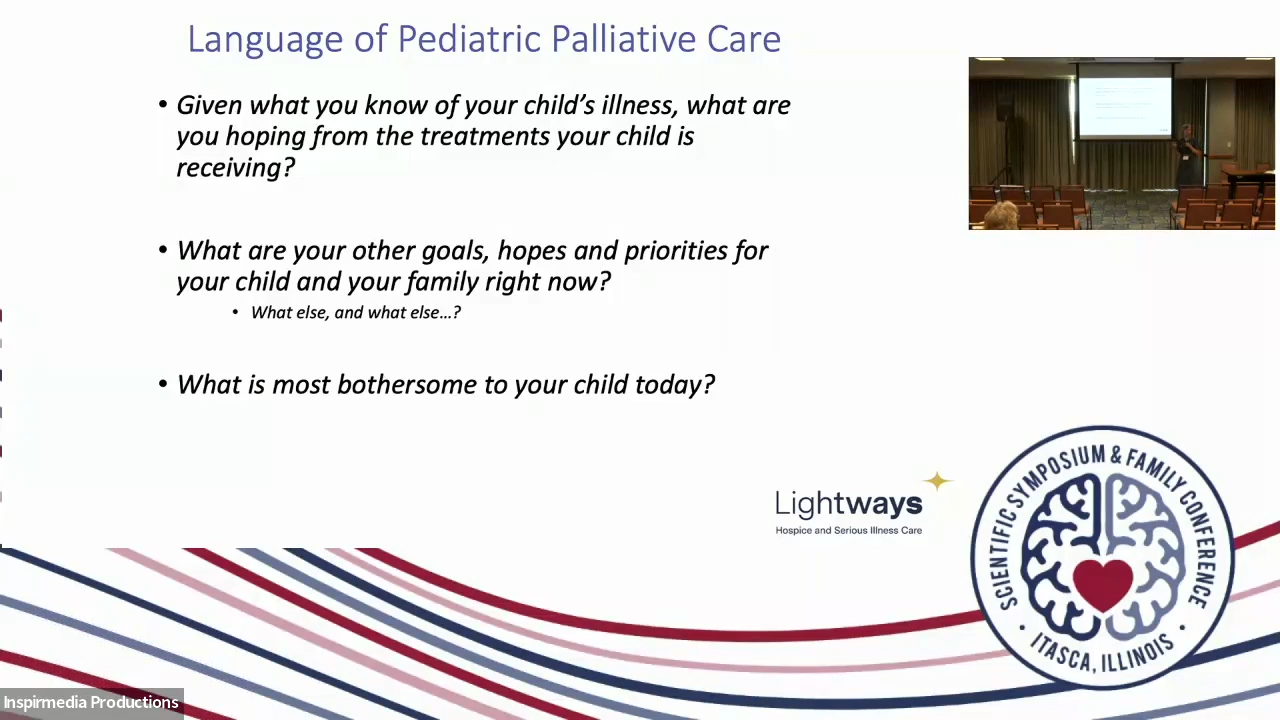 Language of Pediatric Palliative Care
• Given what you know of your child's illness, what are
you hoping from the treatments your child is
receiving?
• What are your other goals, hopes and priorities for
your child and your family right now?
• What else, and what else...?
• What is most bothersome to your child today?
Lightways
Hospice and Serious Illness Care
SCIENTIFIC SYMPOSIUM & FAMILY CONFERENCE
• ITASCA, ILLINOIS •
Inspirmedia Productions